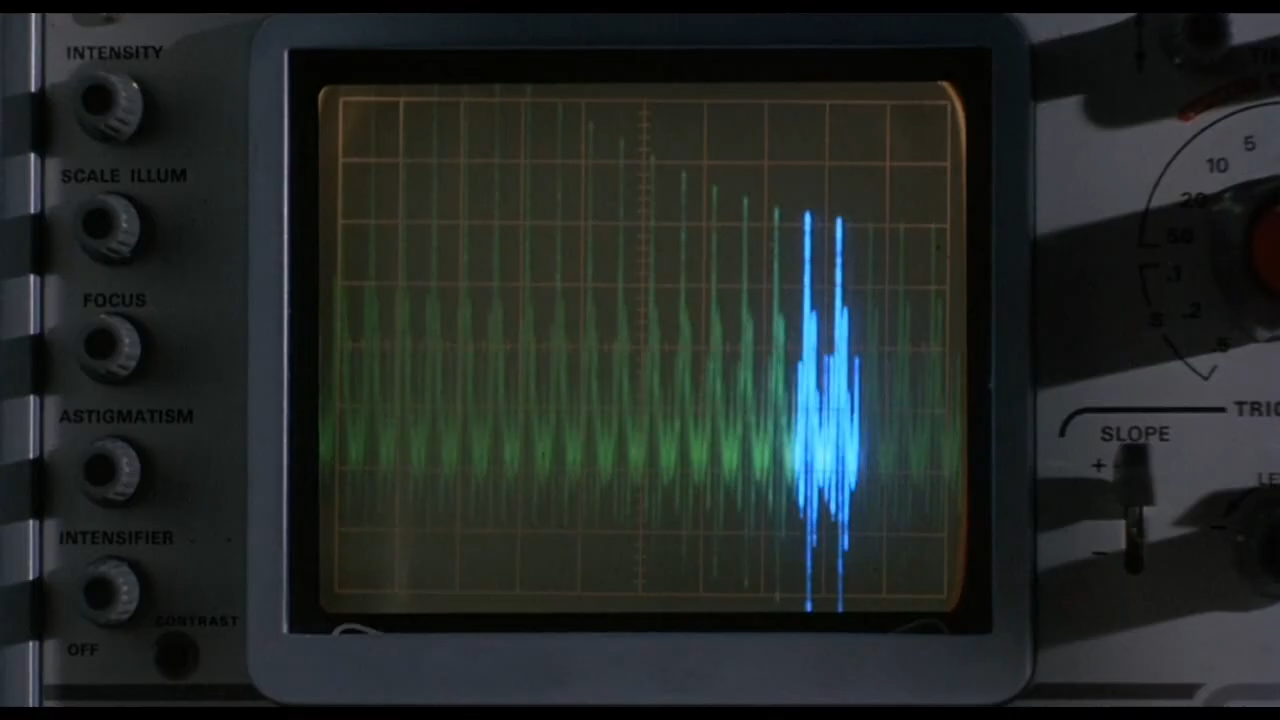 INTENSITY
SCALE ILLUM
FOCUS
ASTIGMATISM
INTENSIFIER
CONTRAST
OFF
5
10
20
50
.1
.2
.5
S
SLOPE
+
−
−